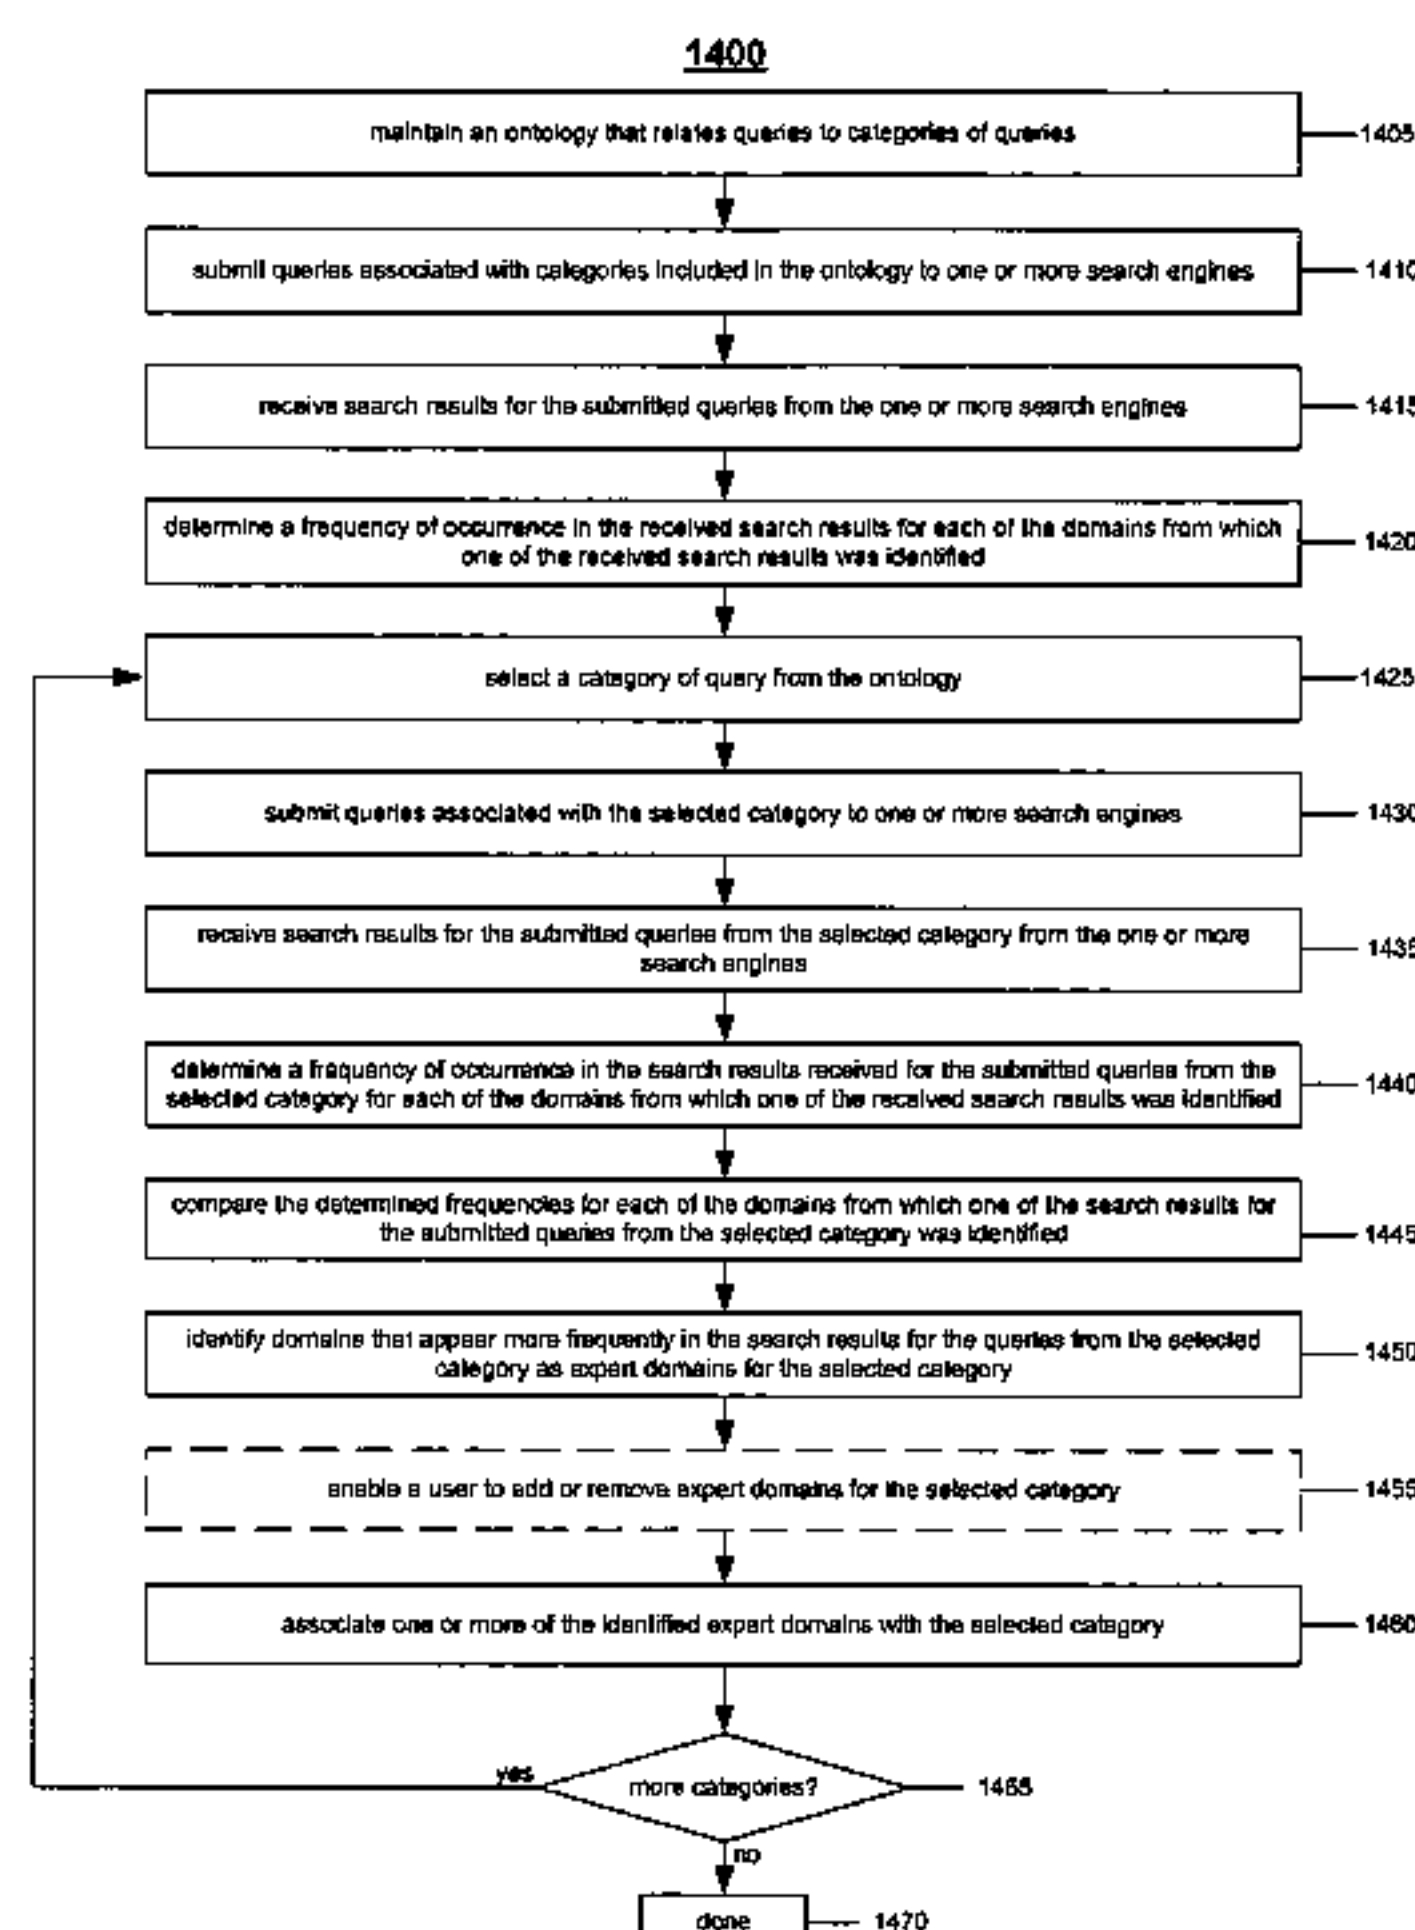 1400
maintain an ontology that relates queries to categories of queries
1405
submit queries associated with categories included in the ontology to one or more search engines
1410
receive search results for the submitted queries from the one or more search engines
1415
determine a frequency of occurrence in the received search results for each of the domains from which
one of the received search results was identified
1420
select a category of query from the ontology
1425
submit queries associated with the selected category to one or more search engines
1430
receive search results for the submitted queries from the selected category from the one or more
search engines
1435
determine a frequency of occurrence in the search results received for the submitted queries from the
selected category for each of the domains from which one of the received search results was identified
1440
compare the determined frequencies for each of the domains from which one of the search results for
the submitted queries from the selected category was identified
1445
identify domains that appear more frequently in the search results for the queries from the selected
category as expert domains for the selected category
1450
enable a user to add or remove expert domains for the selected category
1455
associate one or more of the identified expert domains with the selected category
1460
yes
more categories?
1465
no
done
1470